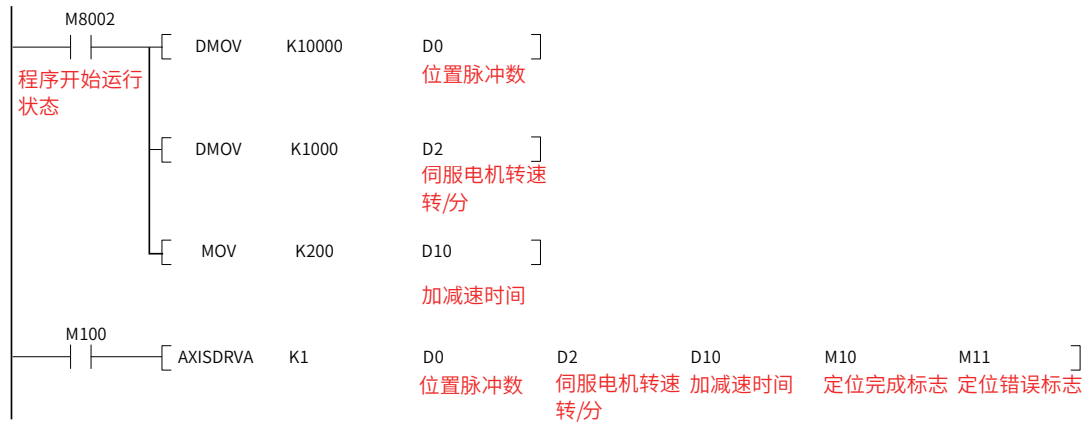 M8002
DMOV K10000 D0
程序开始运行
状态
位置脉冲数
DMOV K1000 D2
伺服电机转速
转/分
MOV K200 D10
加减速时间
M100
AXISDRVA K1 D0 D2 D10 M10 M11
位置脉冲数 伺服电机转速 加减速时间 定位完成标志 定位错误标志
转/分